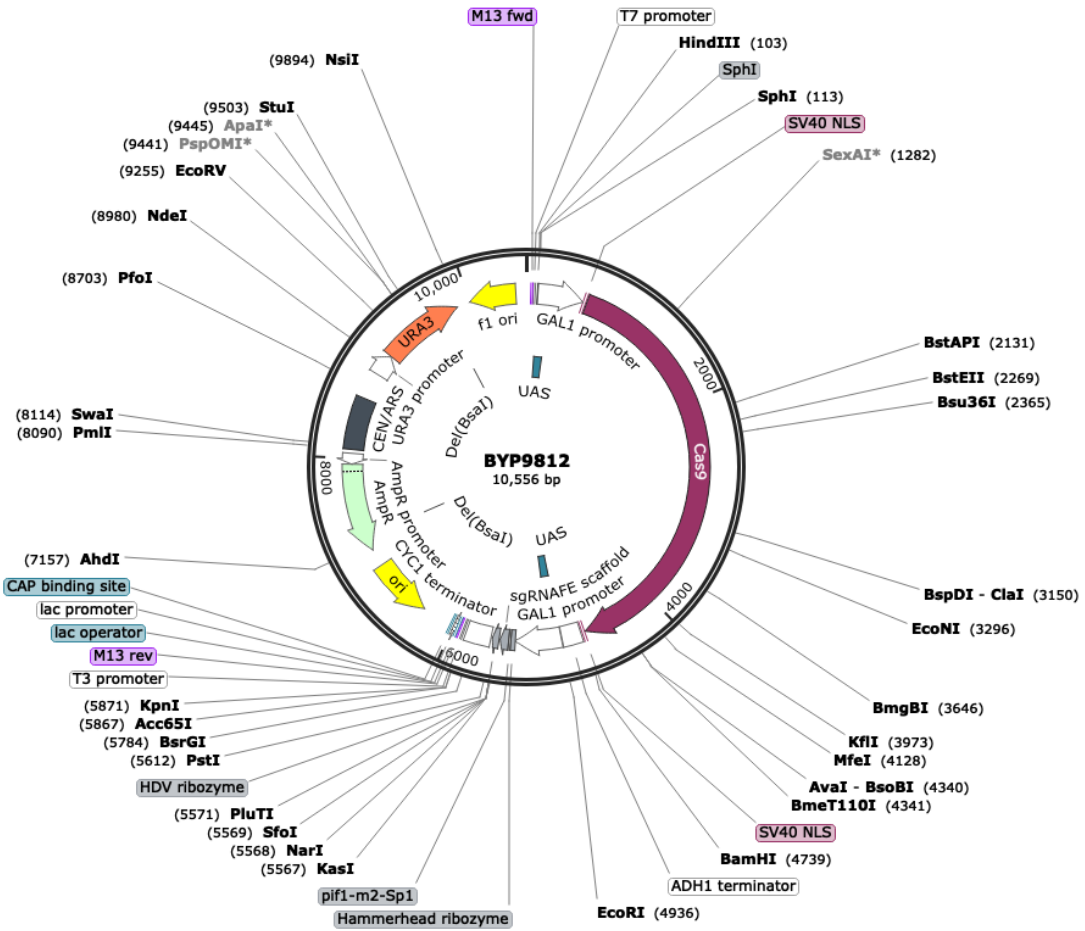 M13 fwd
T7 promoter
HindIII (103)
SphI
SphI (113)
SV40 NLS
SexAI* (1282)
(9894) NsiI
(9503) StuI
(9445) ApaI*
(9441) PspOMI*
(9255) EcoRV
(8980) NdeI
(8703) PfoI
(8114) SwaI
(8090) PmlI
(7157) AhdI
BstAPI (2131)
BstEII (2269)
Bsu36I (2365)
BspDI - ClaI (3150)
EcoNI (3296)
BmgBI (3646)
KflI (3973)
MfeI (4128)
AvaI - BsoBI (4340)
BmeT110I (4341)
SV40 NLS
BamHI (4739)
ADH1 terminator
EcoRI (4936)
10,000
2000
4000
6000
8000
URA3
f1 ori
GAL1 promoter
UAS
URA3 promoter
CEN/ARS
Del(BsaI)
BYP9812
10,556 bp
Cas9
AmpR promoter
AmpR
Del(BsaI)
UAS
ori
CYC1 terminator
sgRNAFE scaffold
GAL1 promoter
CAP binding site
lac promoter
lac operator
M13 rev
T3 promoter
(5871) KpnI
(5867) Acc65I
(5784) BsrGI
(5612) PstI
HDV ribozyme
(5571) PluTI
(5569) SfoI
(5568) NarI
(5567) KasI
pif1-m2-Sp1
Hammerhead ribozyme